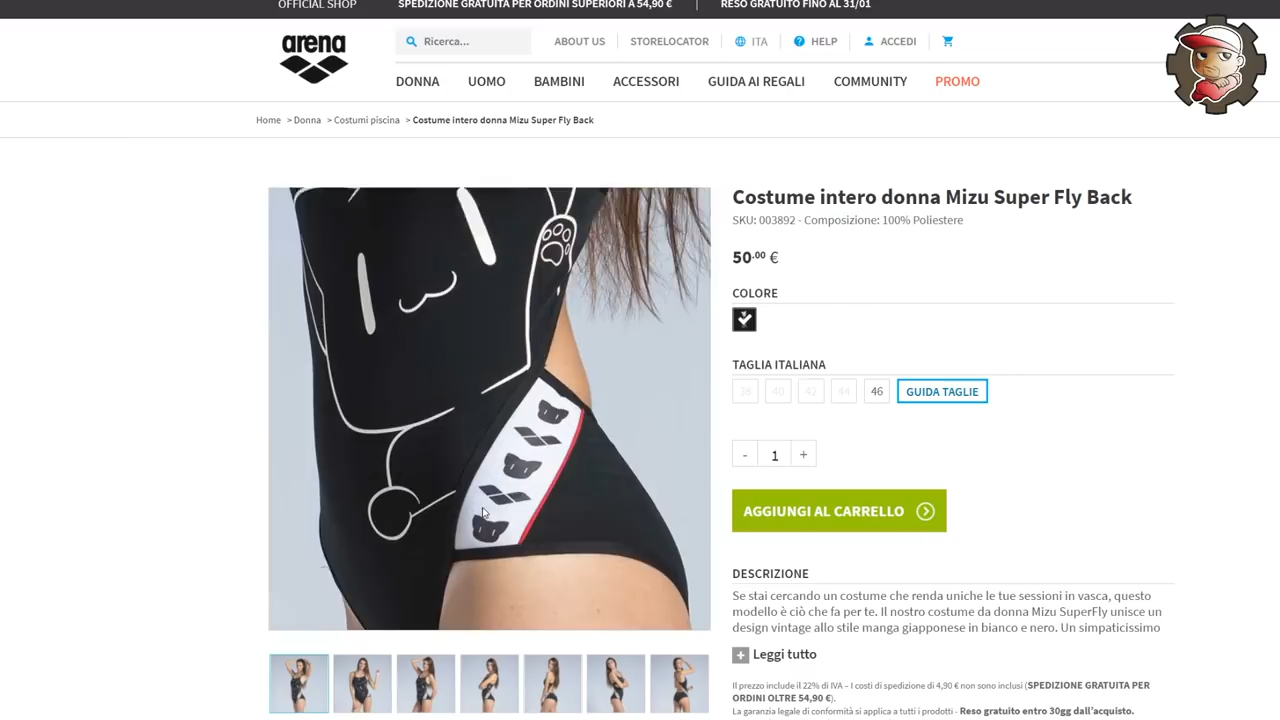 OFFICIAL SHOP
SPEDIZIONE GRATUITA PER ORDINI SUPERIORI A 54,90 €
RESO GRATUITO FINO AL 31/01
arena
Ricerca...
ABOUT US
STORELOCATOR
ITA
HELP
ACCEDI
DONNA
UOMO
BAMBINI
ACCESSORI
GUIDA AI REGALI
COMMUNITY
PROMO
Home > Donna > Costumi piscina > Costume intero donna Mizu Super Fly Back
Costume intero donna Mizu Super Fly Back
SKU: 003892 - Composizione: 100% Poliestere
50.00 €
COLORE
TAGLIA ITALIANA
38 40 42 44 46 GUIDA TAGLIE
- 1 +
AGGIUNGI AL CARRELLO
DESCRIZIONE
Se stai cercando un costume che renda uniche le tue sessioni in vasca, questo
modello è ciò che fa per te. Il nostro costume da donna Mizu SuperFly unisce un
design vintage allo stile manga giapponese in bianco e nero. Un simpaticissimo
+ Leggi tutto
Il prezzo include il 22% di IVA – I costi di spedizione di 4,90 € non sono inclusi (SPEDIZIONE GRATUITA PER
ORDINI OLTRE 54,90 €).
La garanzia legale di conformità si applica a tutti i prodotti - Reso gratuito entro 30gg dall'acquisto.